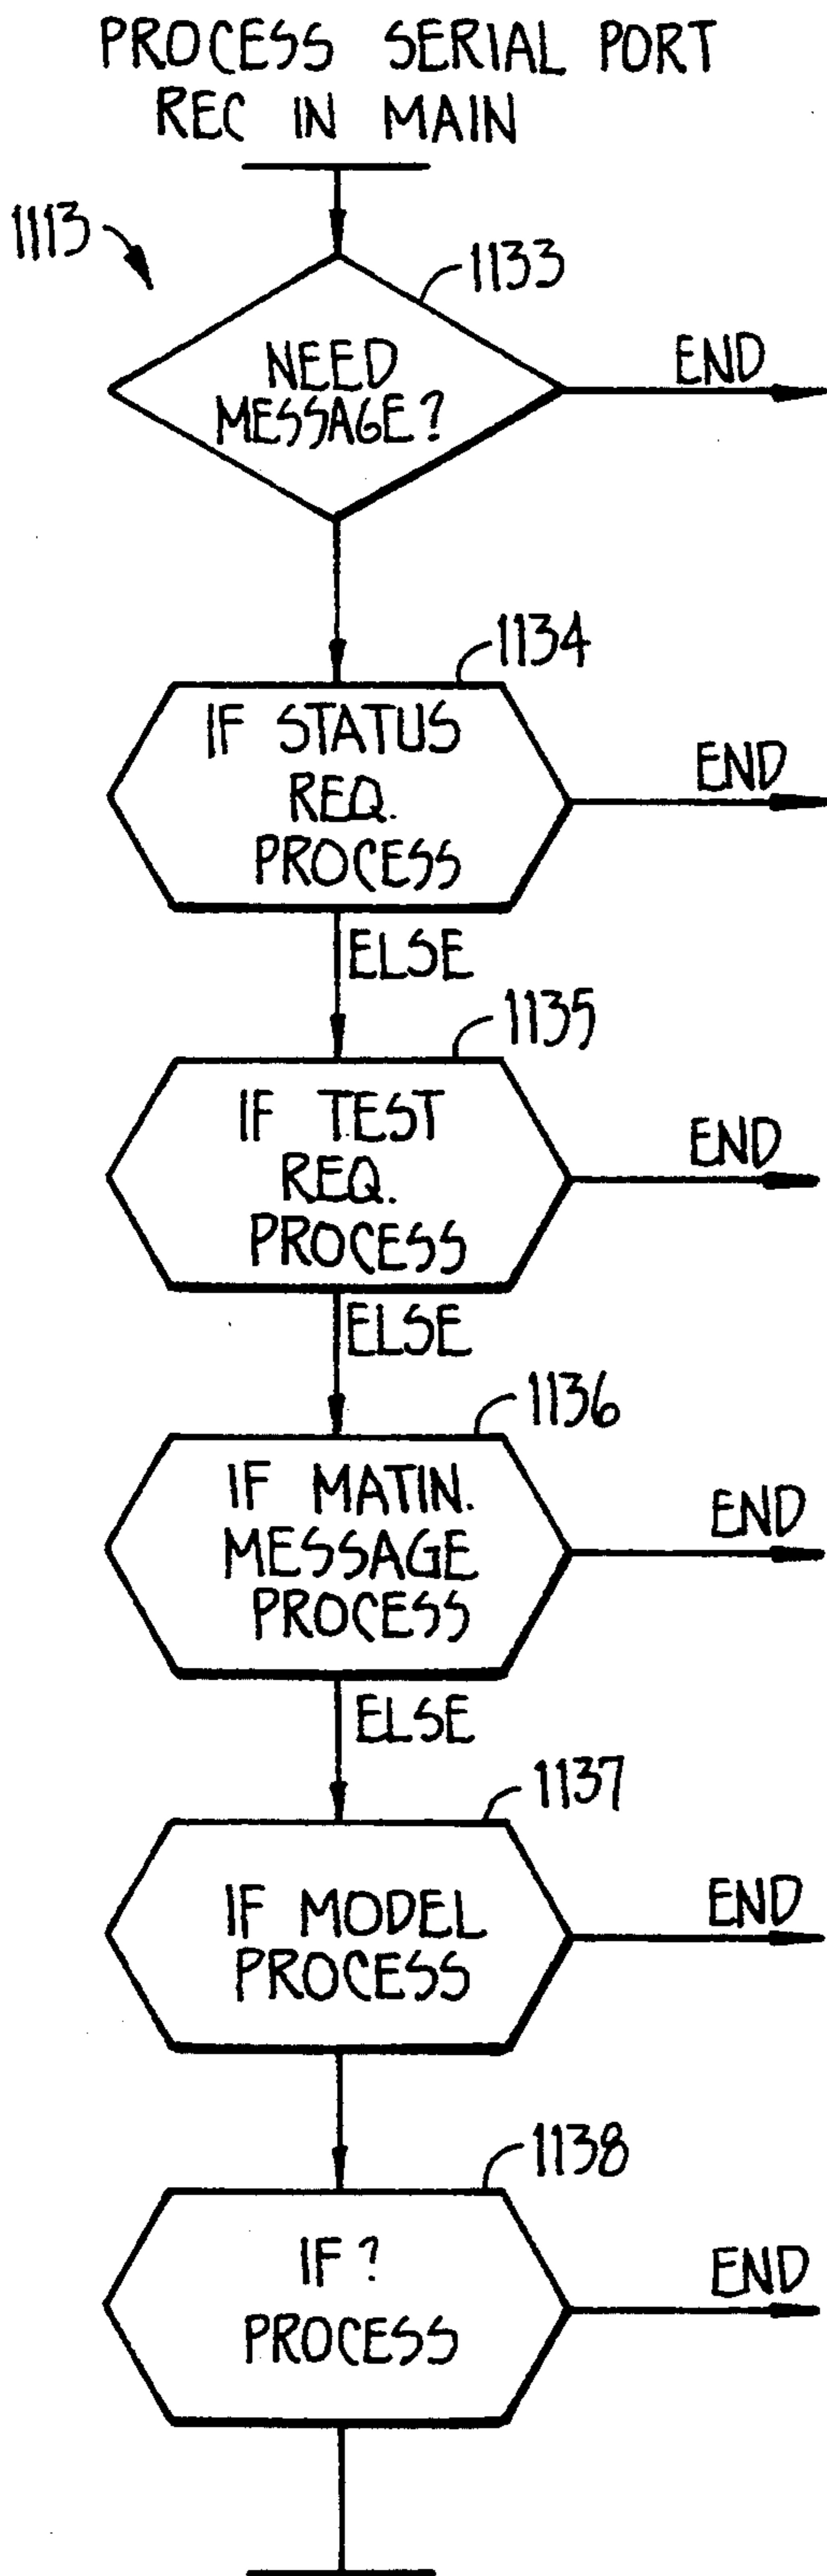 PROCESS SERIAL PORT
REC IN MAIN
1113
1133
NEED
MESSAGE?
END
1134
IF STATUS
REQ.
PROCESS
END
ELSE
1135
IF TEST
REQ.
PROCESS
END
ELSE
1136
IF MATIN.
MESSAGE
PROCESS
END
ELSE
1137
IF MODEL
PROCESS
END
1138
IF ?
PROCESS
END